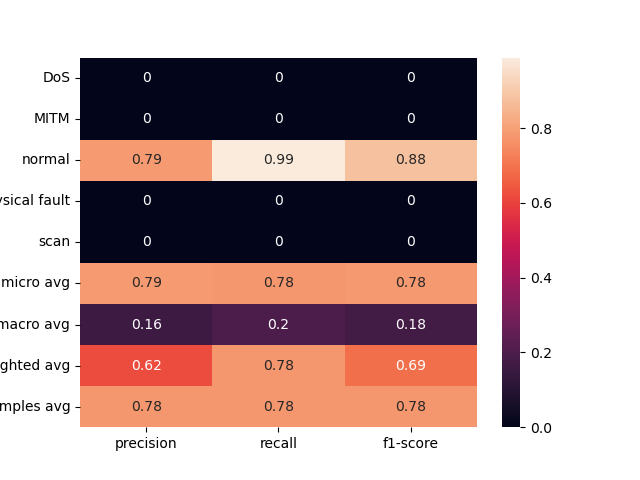 DoS 0 0 0
MITM 0 0 0
normal 0.79 0.99 0.88
ysical fault 0 0 0
scan 0 0 0
micro avg 0.79 0.78 0.78
macro avg 0.16 0.2 0.18
ghted avg 0.62 0.78 0.69
mples avg 0.78 0.78 0.78
precision recall f1-score
0.8
0.6
0.4
0.2
0.0